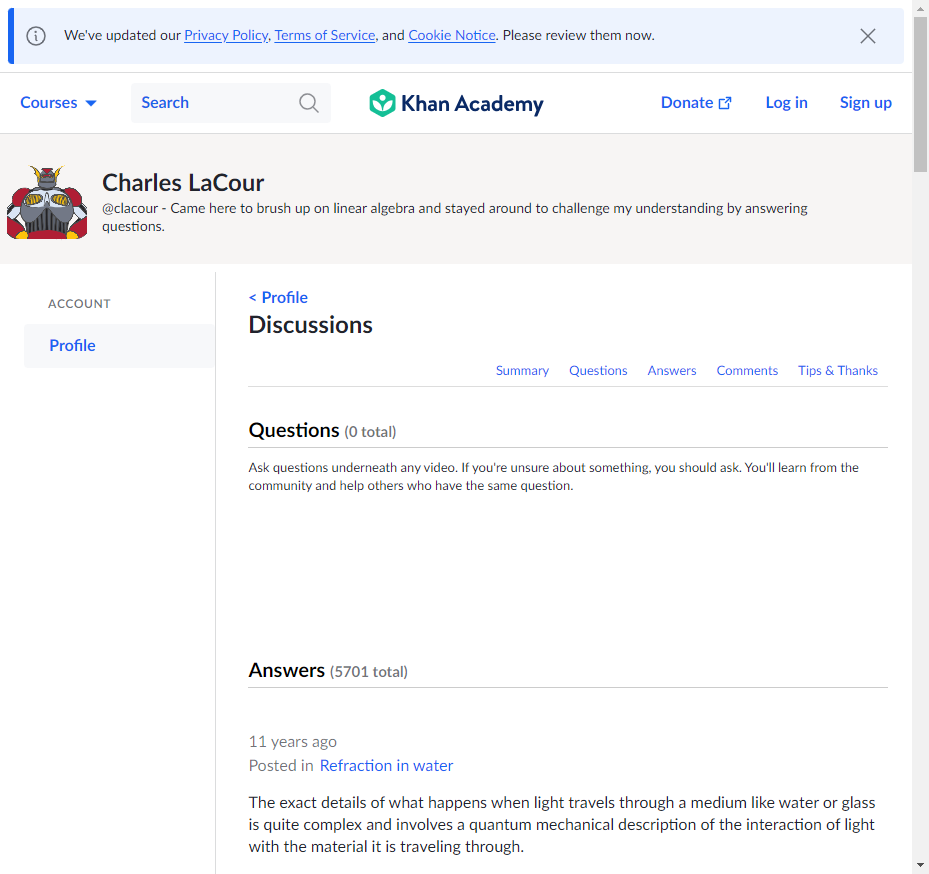 We've updated our Privacy Policy, Terms of Service, and Cookie Notice. Please review them now.
Courses
Search
Khan Academy
Donate
Log in
Sign up
Charles LaCour
@clacour - Came here to brush up on linear algebra and stayed around to challenge my understanding by answering
questions.
ACCOUNT
Profile
< Profile
Discussions
Summary
Questions
Answers
Comments
Tips & Thanks
Questions (0 total)
Ask questions underneath any video. If you're unsure about something, you should ask. You'll learn from the
community and help others who have the same question.
Answers (5701 total)
11 years ago
Posted in Refraction in water
The exact details of what happens when light travels through a medium like water or glass
is quite complex and involves a quantum mechanical description of the interaction of light
with the material it is traveling through.